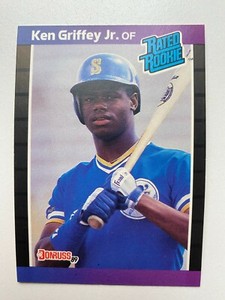 Ken Griffey Jr. OF
RATED
ROOKIE
S
DONRUSS
'89